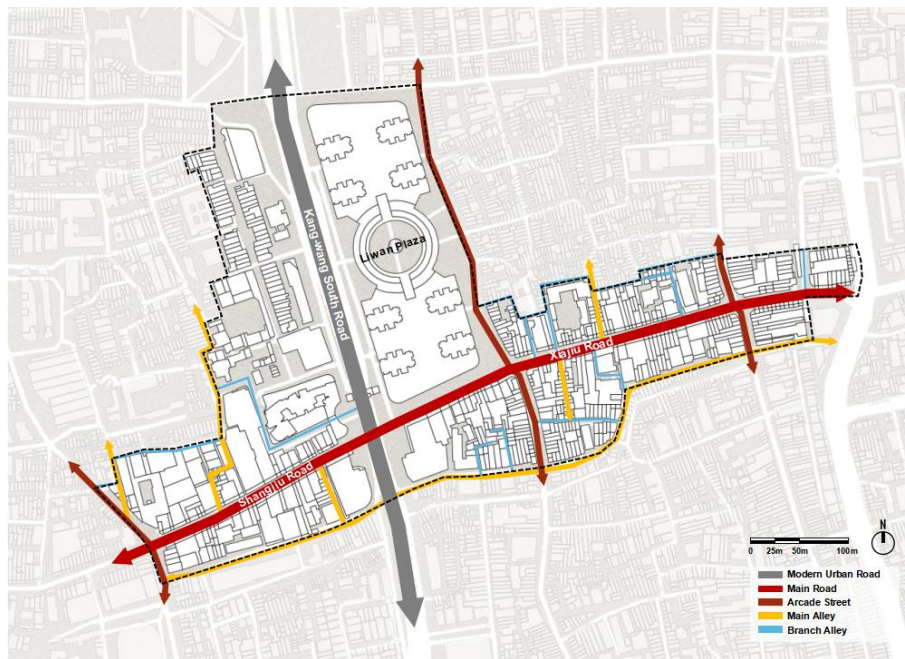 Kang-wang South Road
Liwan Plaza
Xiajiu Road
Shangjiu Road
N
0 25m 50m 100m
Modern Urban Road
Main Road
Arcade Street
Main Alley
Branch Alley